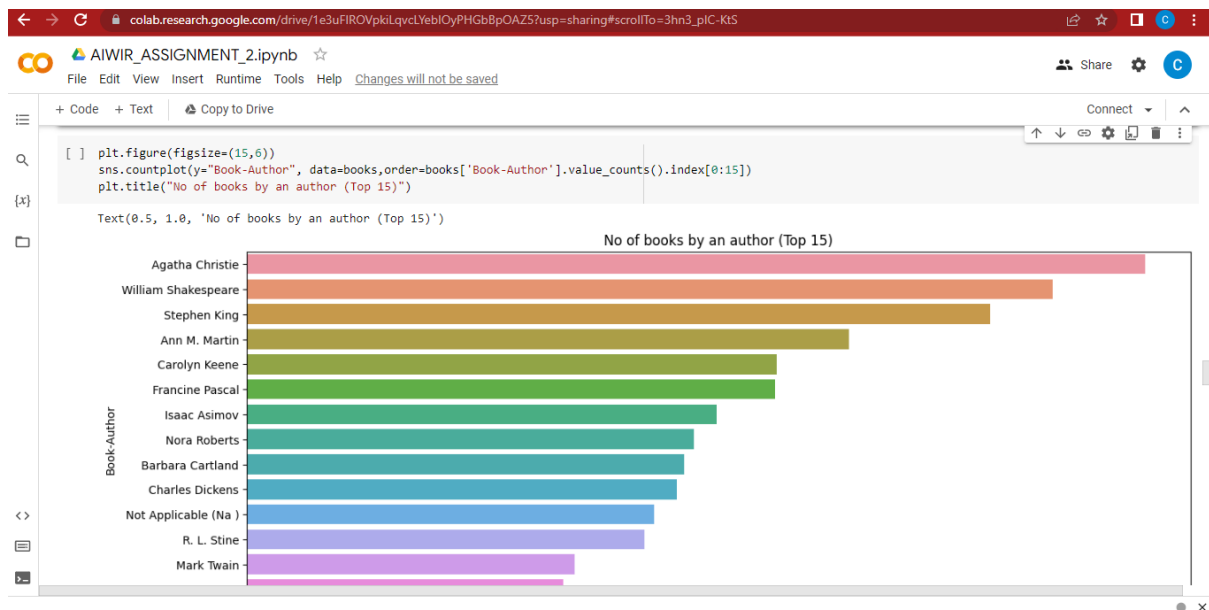 colab.research.google.com/drive/1e3uFIROVpkiLqvcLYeblOyPHGbBpOAZ5?usp=sharing#scrollTo=3hn3_pIC-KtS
C
CO
AIWIR_ASSIGNMENT_2.ipynb
File Edit View Insert Runtime Tools Help Changes will not be saved
Share
C
+ Code + Text Copy to Drive
Connect
[ ] plt.figure(figsize=(15,6))
sns.countplot(y="Book-Author", data=books,order=books['Book-Author'].value_counts().index[0:15])
plt.title("No of books by an author (Top 15)")
{x}
Text(0.5, 1.0, 'No of books by an author (Top 15)')
No of books by an author (Top 15)
Agatha Christie
William Shakespeare
Stephen King
Ann M. Martin
Carolyn Keene
Francine Pascal
Isaac Asimov
Nora Roberts
Barbara Cartland
Charles Dickens
Not Applicable (Na )
R. L. Stine
Mark Twain
Book-Author